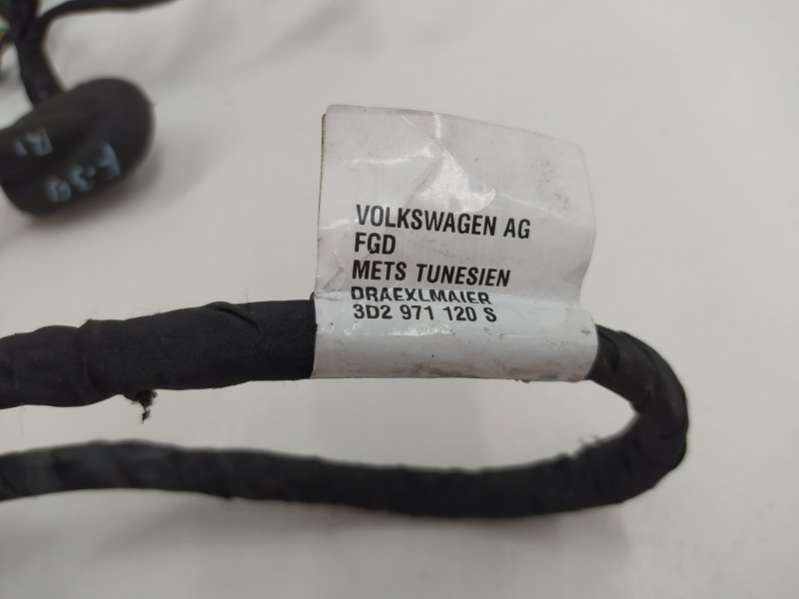 VOLKSWAGEN AG
FGD
METS TUNESIEN
DRAEXLMAIER
3D2 971 120 S